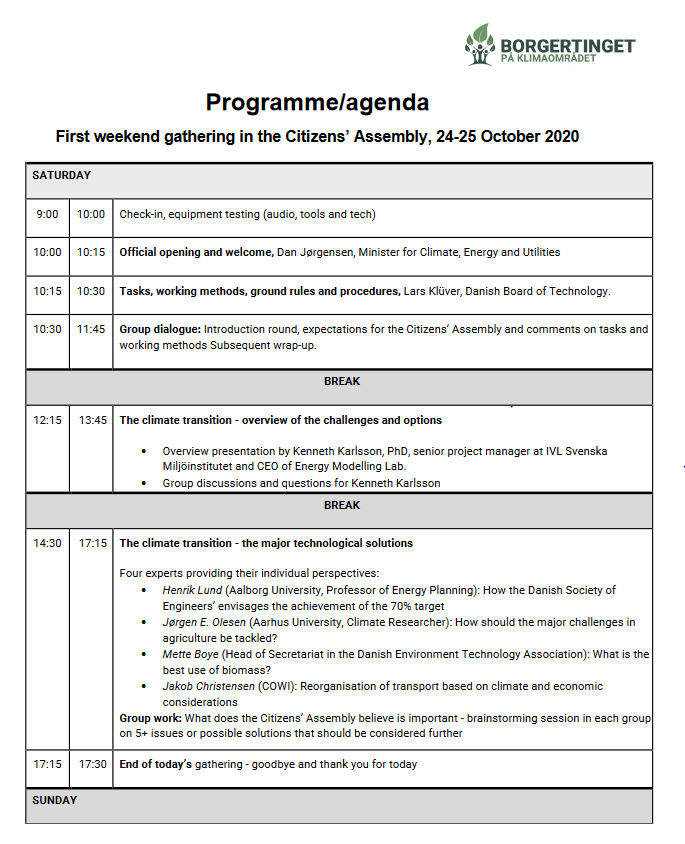 BORGERTINGET
PÅ KLIMAOMRÅDET
Programme/agenda
First weekend gathering in the Citizens’ Assembly, 24-25 October 2020
SATURDAY
9:00 10:00 Check-in, equipment testing (audio, tools and tech)
10:00 10:15 Official opening and welcome, Dan Jørgensen, Minister for Climate, Energy and Utilities
10:15 10:30 Tasks, working methods, ground rules and procedures, Lars Klüver, Danish Board of Technology.
10:30 11:45 Group dialogue: Introduction round, expectations for the Citizens’ Assembly and comments on tasks and
working methods Subsequent wrap-up.
BREAK
12:15 13:45 The climate transition - overview of the challenges and options
• Overview presentation by Kenneth Karlsson, PhD, senior project manager at IVL Svenska
Miljöinstitutet and CEO of Energy Modelling Lab.
• Group discussions and questions for Kenneth Karlsson
BREAK
14:30 17:15 The climate transition - the major technological solutions
Four experts providing their individual perspectives:
• Henrik Lund (Aalborg University, Professor of Energy Planning): How the Danish Society of
Engineers’ envisages the achievement of the 70% target
• Jørgen E. Olesen (Aarhus University, Climate Researcher): How should the major challenges in
agriculture be tackled?
• Mette Boye (Head of Secretariat in the Danish Environment Technology Association): What is the
best use of biomass?
• Jakob Christensen (COWI): Reorganisation of transport based on climate and economic
considerations
Group work: What does the Citizens’ Assembly believe is important - brainstorming session in each group
on 5+ issues or possible solutions that should be considered further
17:15 17:30 End of today’s gathering - goodbye and thank you for today
SUNDAY